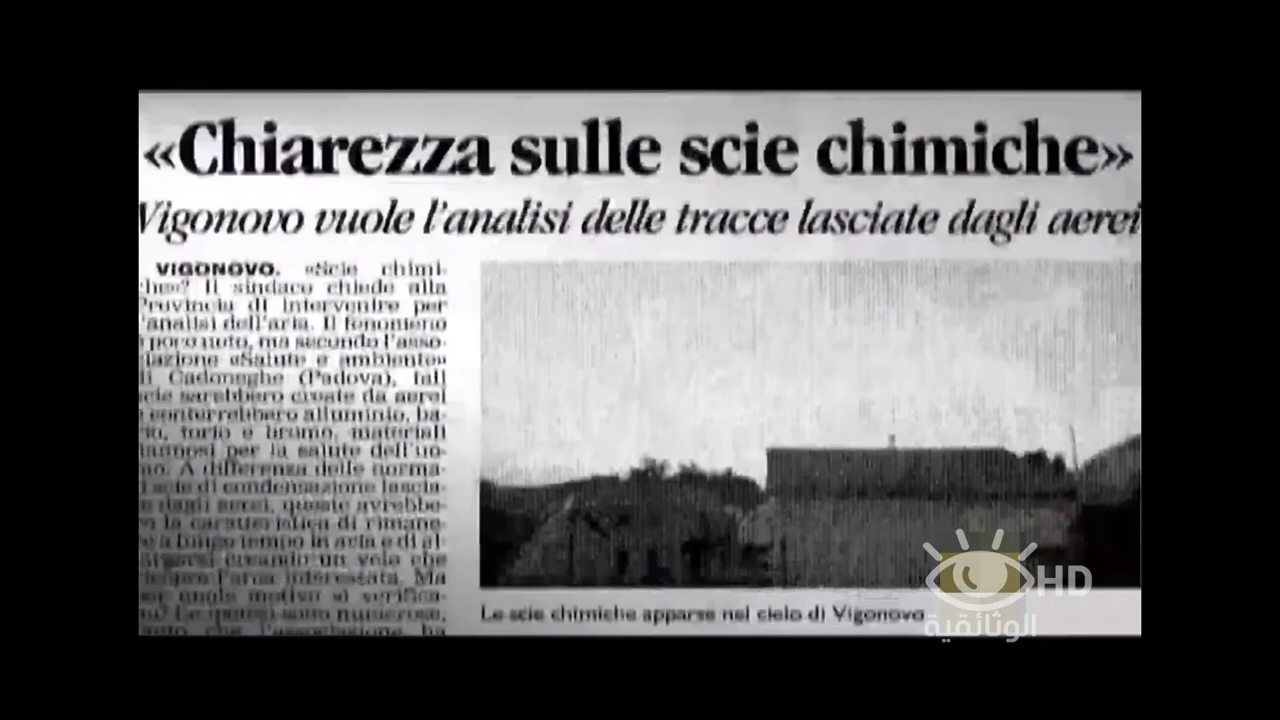 «Chiarezza sulle scie chimiche»
Vigonovo vuole l'analisi delle tracce lasciate dagli aerei
VIGONOVO. «Scie chimi-
che»? Il sindaco chiede alla
Provincia di intervenire per
l'analisi dell'aria. Il fenomeno
è poco noto, ma secondo l'asso-
ciazione «Salute e ambiente»
di Cadoneghe (Padova), tali
scie sarebbero create da aerei
e conterrebbero alluminio, ba-
rio, torio e bromo, materiali
dannosi per la salute dell'uo-
mo. A differenza delle norma-
li scie di condensazione lascia-
te dagli aerei, queste avrebbe-
ro la caratteristica di rimane-
re a lungo tempo in aria e di al-
creando un velo che
l'area interessata. Ma
per quale motivo si verifica-
no? Le ipotesi sono numerose,
che l'associazione ha
Le scie chimiche apparse nel cielo di Vigonovo
HD
الوثائقية